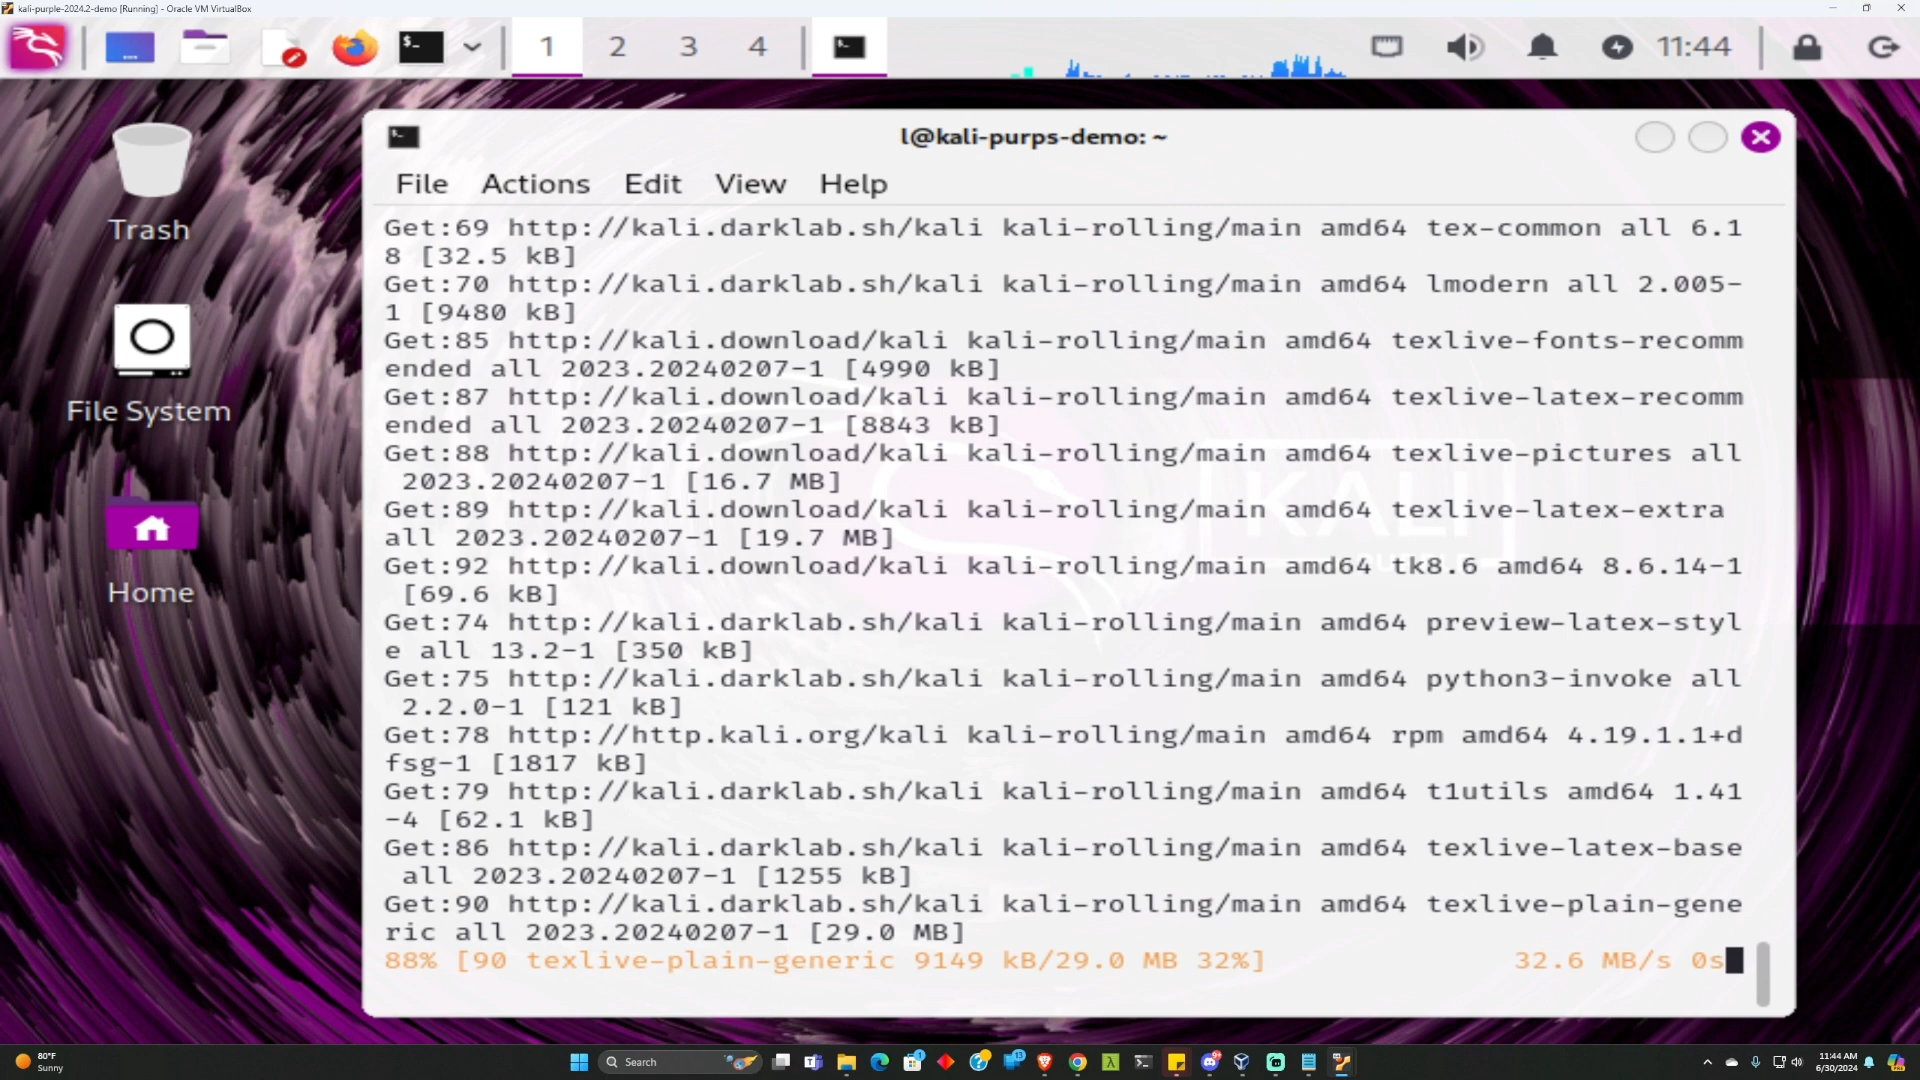 kali-purple-2024.2-demo [Running] - Oracle VM VirtualBox
1 2 3 4 11:44
l@kali-purps-demo: ~
File Actions Edit View Help
Trash
File System
Home
Get:69 http://kali.darklab.sh/kali kali-rolling/main amd64 tex-common all 6.1
8 [32.5 kB]
Get:70 http://kali.darklab.sh/kali kali-rolling/main amd64 lmodern all 2.005-
1 [9480 kB]
Get:85 http://kali.download/kali kali-rolling/main amd64 texlive-fonts-recomm
ended all 2023.20240207-1 [4990 kB]
Get:87 http://kali.download/kali kali-rolling/main amd64 texlive-latex-recomm
ended all 2023.20240207-1 [8843 kB]
Get:88 http://kali.download/kali kali-rolling/main amd64 texlive-pictures all
2023.20240207-1 [16.7 MB]
Get:89 http://kali.download/kali kali-rolling/main amd64 texlive-latex-extra
all 2023.20240207-1 [19.7 MB]
Get:92 http://kali.download/kali kali-rolling/main amd64 tk8.6 amd64 8.6.14-1
[69.6 kB]
Get:74 http://kali.darklab.sh/kali kali-rolling/main amd64 preview-latex-styl
e all 13.2-1 [350 kB]
Get:75 http://kali.darklab.sh/kali kali-rolling/main amd64 python3-invoke all
2.2.0-1 [121 kB]
Get:78 http://http.kali.org/kali kali-rolling/main amd64 rpm amd64 4.19.1.1+d
fsg-1 [1817 kB]
Get:79 http://kali.darklab.sh/kali kali-rolling/main amd64 t1utils amd64 1.41
-4 [62.1 kB]
Get:86 http://kali.darklab.sh/kali kali-rolling/main amd64 texlive-latex-base
all 2023.20240207-1 [1255 kB]
Get:90 http://kali.darklab.sh/kali kali-rolling/main amd64 texlive-plain-gene
ric all 2023.20240207-1 [29.0 MB]
88% [90 texlive-plain-generic 9149 kB/29.0 MB 32%] 32.6 MB/s 0s
KALI
80°F
Sunny
Search
11:44 AM
6/30/2024